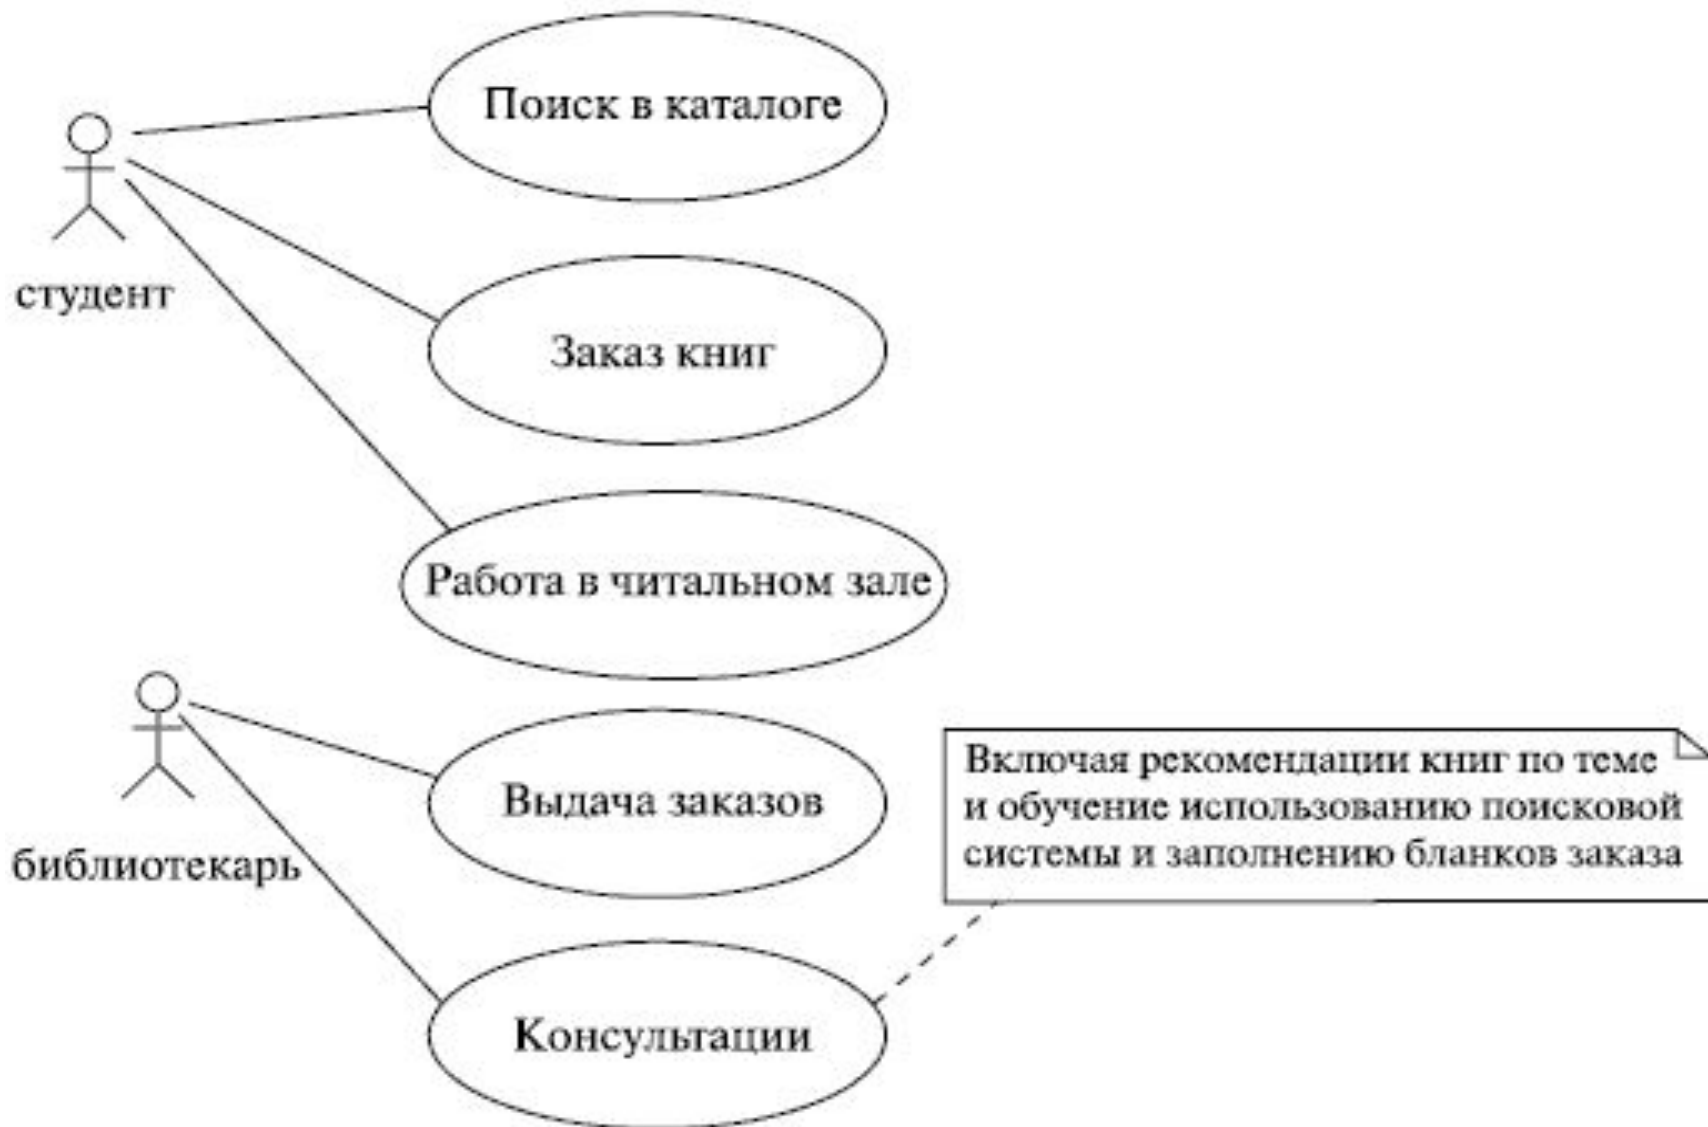 Поиск в каталоге
студент
Заказ книг
Работа в читальном зале
Выдача заказов
библиотекарь
Включая рекомендации книг по теме
и обучение использованию поисковой
системы и заполнению бланков заказа
Консультации